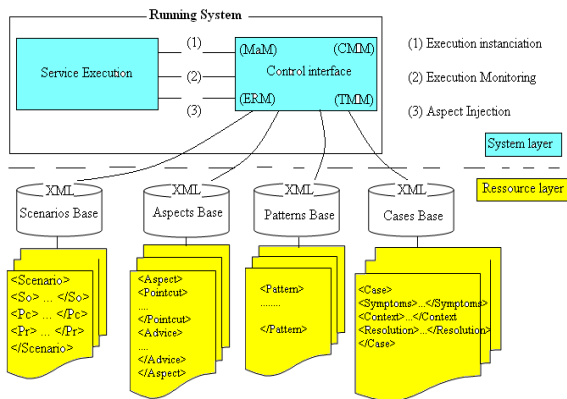 Running System
(1)
(MaM)
(CMM)
(1) Execution instanciation
Service Execution
(2)
Control interface
(2) Execution Monitoring
(3)
(ERM)
(TMM)
(3) Aspect Injection
System layer
Ressource layer
XML
Scenarios Base
XML
Aspects Base
XML
Patterns Base
XML
Cases Base
<Scenario>
<So> ... </So>
<Pc> ... </Pc>
<Pr> ... </Pr>
</Scenario>
<Aspect>
<Pointcut>
....
</Pointcut>
<Advice>
....
</Advice>
</Aspect>
<Pattern>
........
</Pattern>
<Case>
<Symptoms>...</Symptoms>
<Context>...</Context
<Resolution>...</Resolution>
</Case>